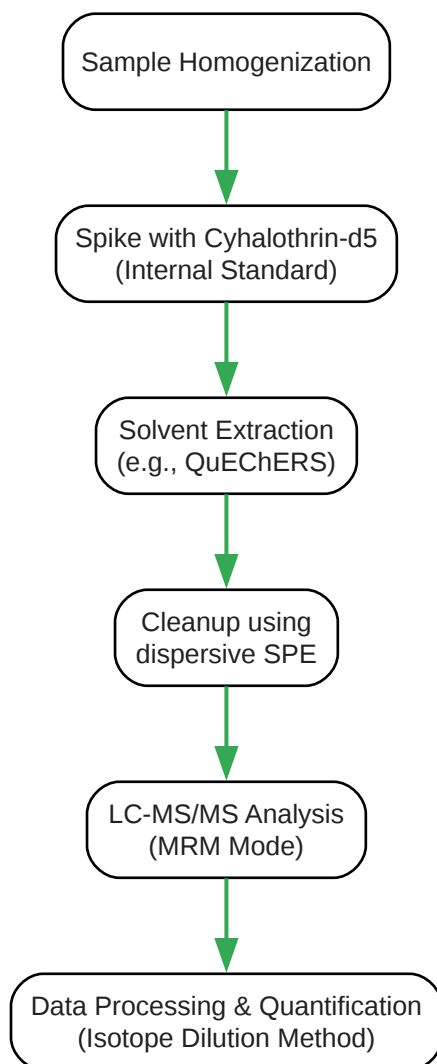 Sample Homogenization
Spike with Cyhalothrin-d5
(Internal Standard)
Solvent Extraction
(e.g., QuEChERS)
Cleanup using
dispersive SPE
LC-MS/MS Analysis
(MRM Mode)
Data Processing & Quantification
(Isotope Dilution Method)